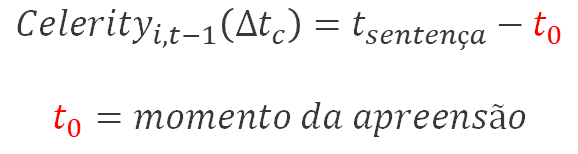 Celerity_{i,t−1}(Δt_c) = t_{sentença} − t_0
t_0 = momento da apreensão